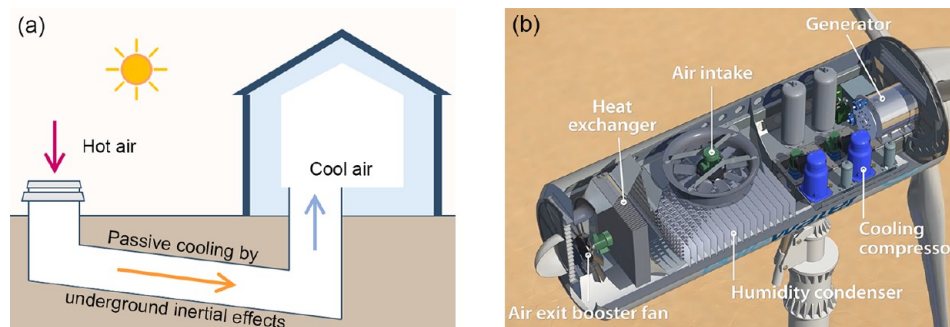 (a)
Hot air
Cool air
Passive cooling by
underground inertial effects
(b)
Generator
Air intake
Heat
exchanger
Cooling
compresso
Humidity condenser
Air exit booster fan